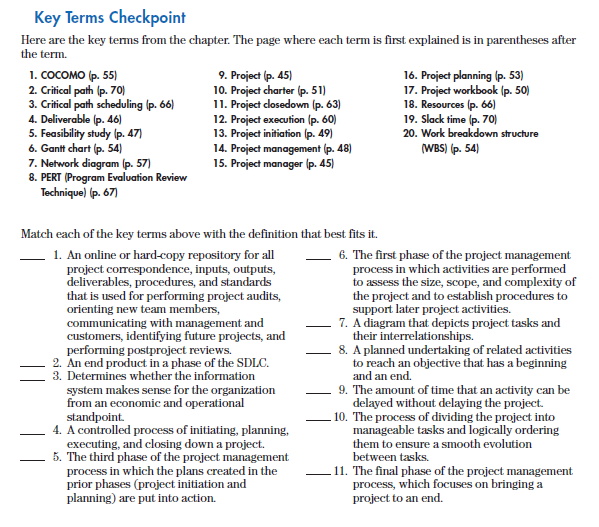 Key Terms Checkpoint
Here are the key terms from the chapter. The page where each term is first explained is in parentheses after
the term.
1. COCOMO (p. 55)
2. Critical path (p. 70)
3. Critical path scheduling (p. 66)
4. Deliverable (p. 46)
5. Feasibility study (p. 47)
6. Gantt chart (p. 54)
7. Network diagram (p. 57)
8. PERT (Program Evaluation Review
Technique) (p. 67)
9. Project (p. 45)
10. Project charter (p. 51)
11. Project closedown (p. 63)
12. Project execution (p. 60)
13. Project initiation (p. 49)
14. Project management (p. 48)
15. Project manager (p. 45)
16. Project planning (p. 53)
17. Project workbook (p. 50)
18. Resources (p. 66)
19. Slack time (p. 70)
20. Work breakdown structure
(WBS) (p. 54)
Match each of the key terms above with the definition that best fits it.
1. An online or hard-copy repository for all
project correspondence, inputs, outputs,
deliverables, procedures, and standards
that is used for performing project audits,
orienting new team members,
communicating with management and
customers, identifying future projects, and
performing postproject reviews.
2. An end product in a phase of the SDLC.
3. Determines whether the information
system makes sense for the organization
from an economic and operational
standpoint.
4. A controlled process of initiating, planning,
executing, and closing down a project.
5. The third phase of the project management
process in which the plans created in the
prior phases (project initiation and
planning) are put into action.
6. The first phase of the project management
process in which activities are performed
to assess the size, scope, and complexity of
the project and to establish procedures to
support later project activities.
7. A diagram that depicts project tasks and
their interrelationships.
8. A planned undertaking of related activities
to reach an objective that has a beginning
and an end.
9. The amount of time that an activity can be
delayed without delaying the project.
10. The process of dividing the project into
manageable tasks and logically ordering
them to ensure a smooth evolution
between tasks.
11. The final phase of the project management
process, which focuses on bringing a
project to an end.